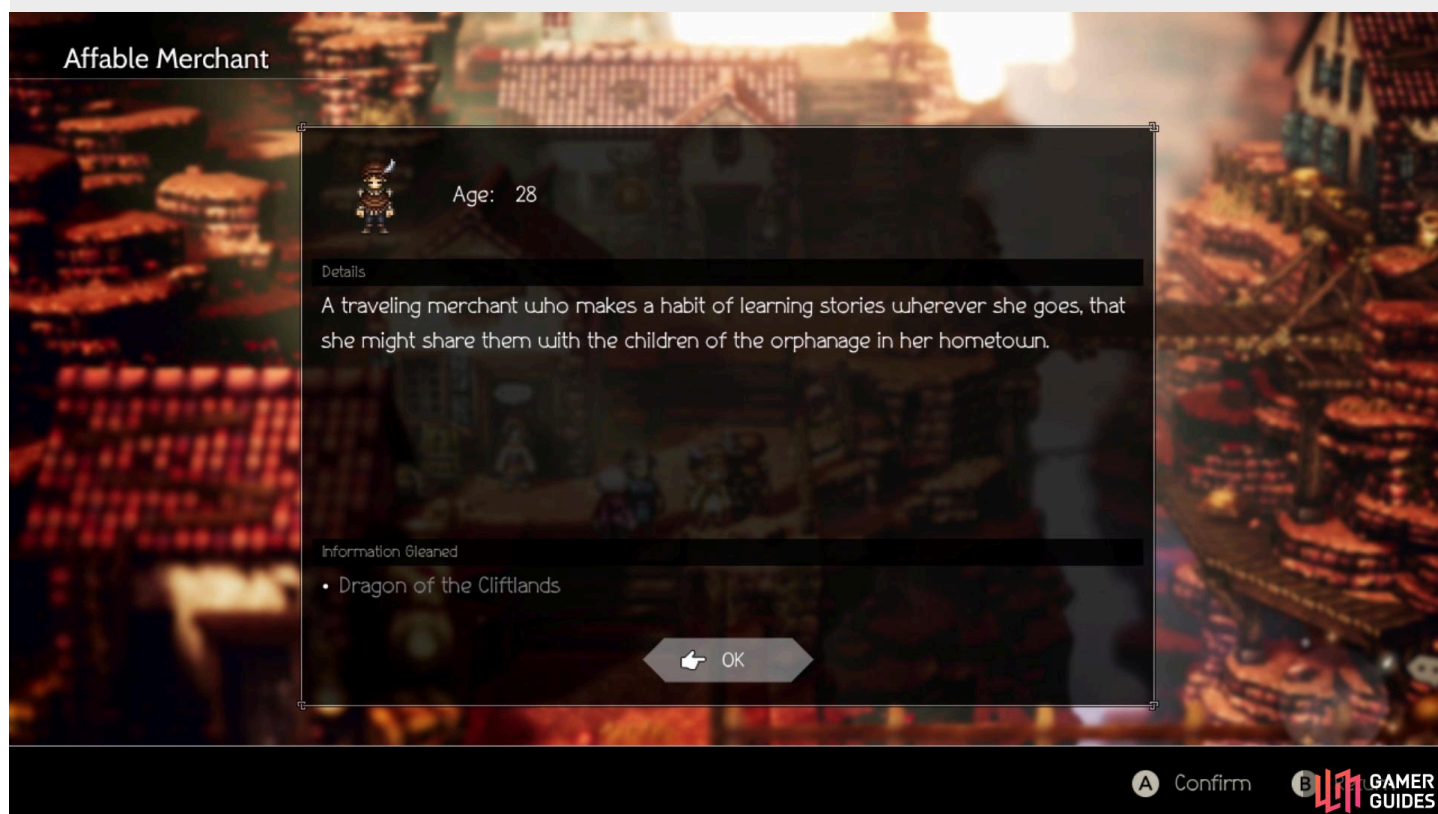 Affable Merchant
Age: 28
Details
A traveling merchant who makes a habit of learning stories wherever she goes, that
she might share them with the children of the orphanage in her hometown.
Information Gleaned
• Dragon of the Cliftlands
OK
A Confirm B
GAMER
GUIDES